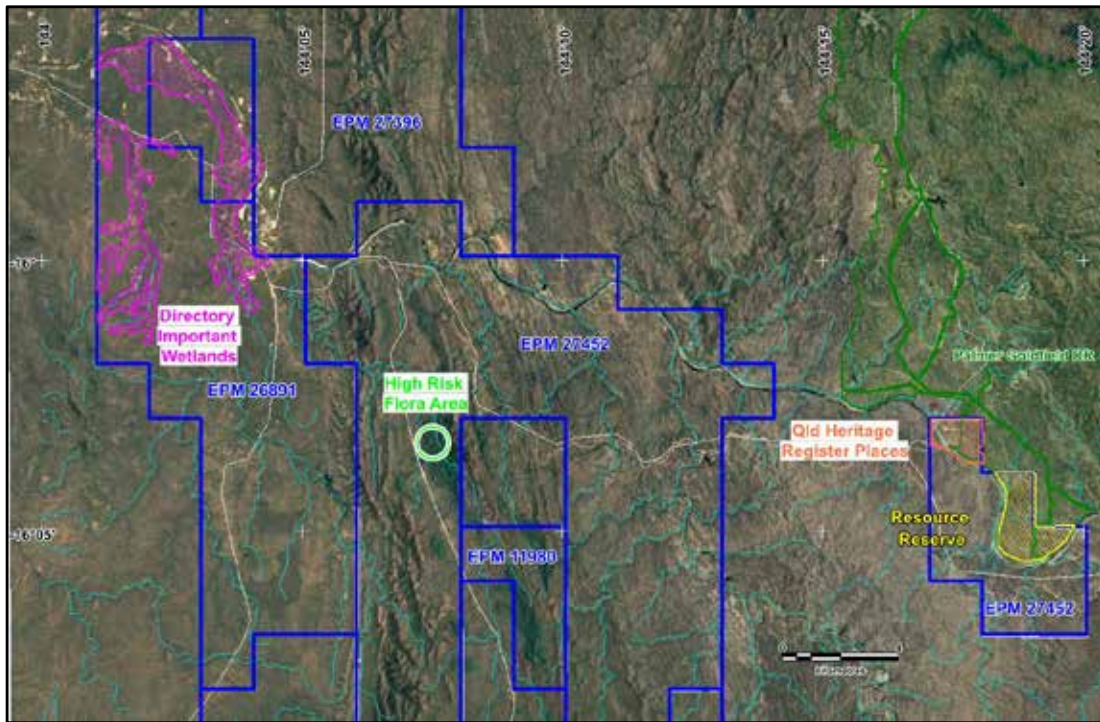 144°
144°05'
144°10'
144°15'
144°20'
EPM 27396
-16°
Directory
Important
Wetlands
EPM 27452
Palmer Goldfield RR
EPM 26891
High Risk
Flora Area
Qld Heritage
Register Places
-16°05'
Resource
Reserve
EPM 11980
EPM 27452
kilometres